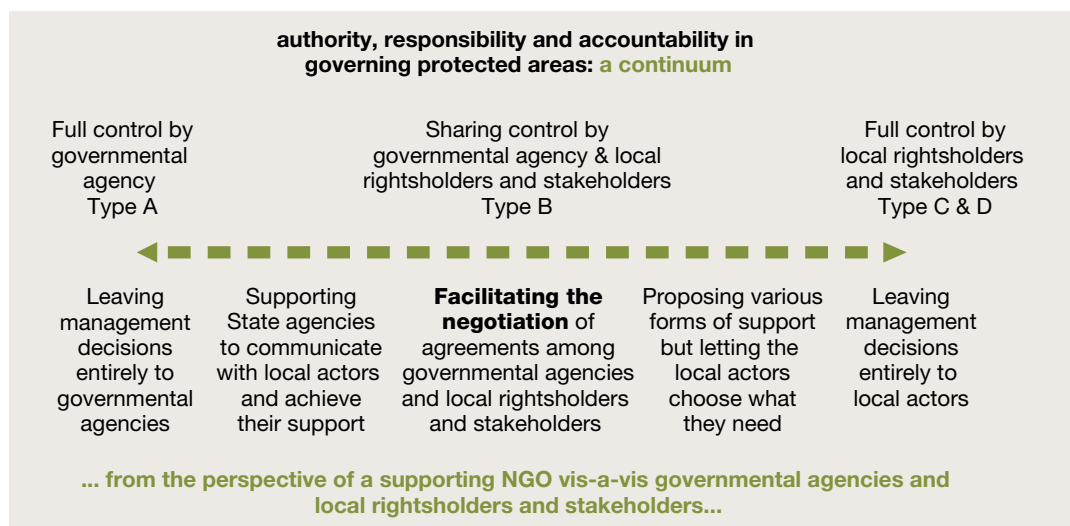 authority, responsibility and accountability in
governing protected areas: a continuum
Full control by
governmental
agency
Type A
Sharing control by
governmental agency & local
rightsholders and stakeholders
Type B
Full control by
local rightsholders
and stakeholders
Type C & D
Leaving
management
decisions
entirely to
governmental
agencies
Supporting
State agencies
to communicate
with local actors
and achieve
their support
Facilitating the
negotiation of
agreements among
governmental agencies
and local rightsholders
and stakeholders
Proposing various
forms of support
but letting the
local actors
choose what
they need
Leaving
management
decisions
entirely to
local actors
... from the perspective of a supporting NGO vis-a-vis governmental agencies and
local rightsholders and stakeholders...